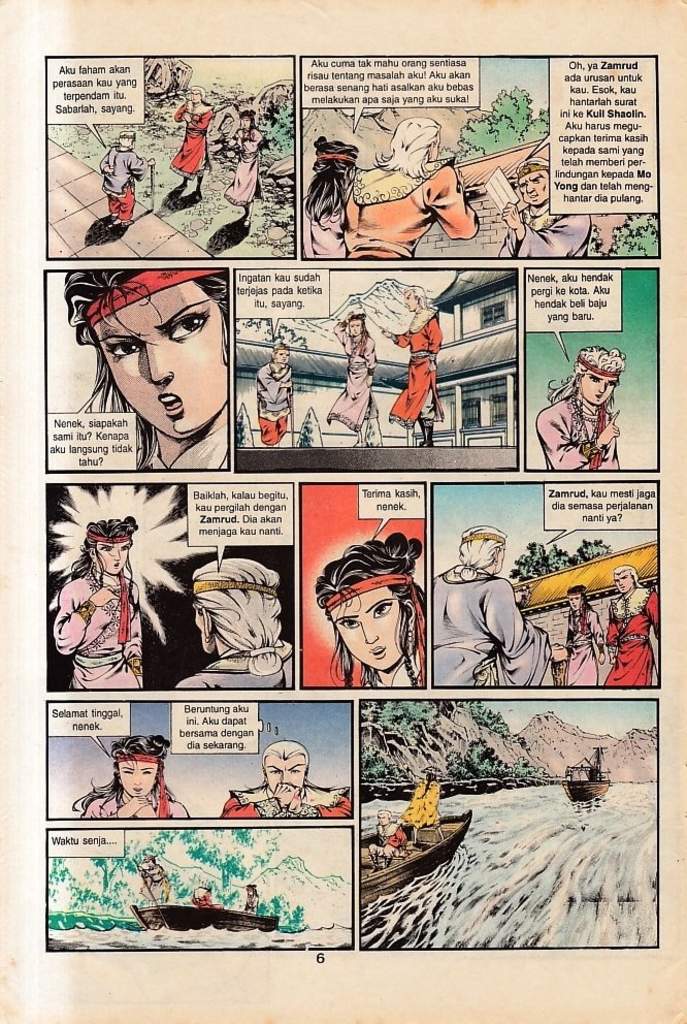 Aku faham akan
perasaan kau yang
terpendam itu.
Sabarlah, sayang.
Aku cuma tak mahu orang sentiasa
risau tentang masalah aku! Aku akan
berasa senang hati asalkan aku bebas
melakukan apa saja yang aku suka!
Oh, ya Zamrud
ada urusan untuk
kau. Esok, kau
hantarlah surat
ini ke Kuil Shaolin.
Aku harus megu-
capkan terima kasih
kepada sami yang
telah memberi per-
lindungan kepada Mo
Yong dan telah meng-
hantar dia pulang.
Nenek, siapakah
sami itu? Kenapa
aku langsung tidak
tahu?
Ingatan kau sudah
terjejas pada ketika
itu, sayang.
Nenek, aku hendak
pergi ke kota. Aku
hendak beli baju
yang baru.
Baiklah, kalau begitu,
kau pergilah dengan
Zamrud. Dia akan
menjaga kau nanti.
Terima kasih,
nenek.
Zamrud, kau mesti jaga
dia semasa perjalanan
nanti ya?
Selamat tinggal,
nenek.
Beruntung aku
ini. Aku dapat
bersama dengan
dia sekarang.
Waktu senja....
6